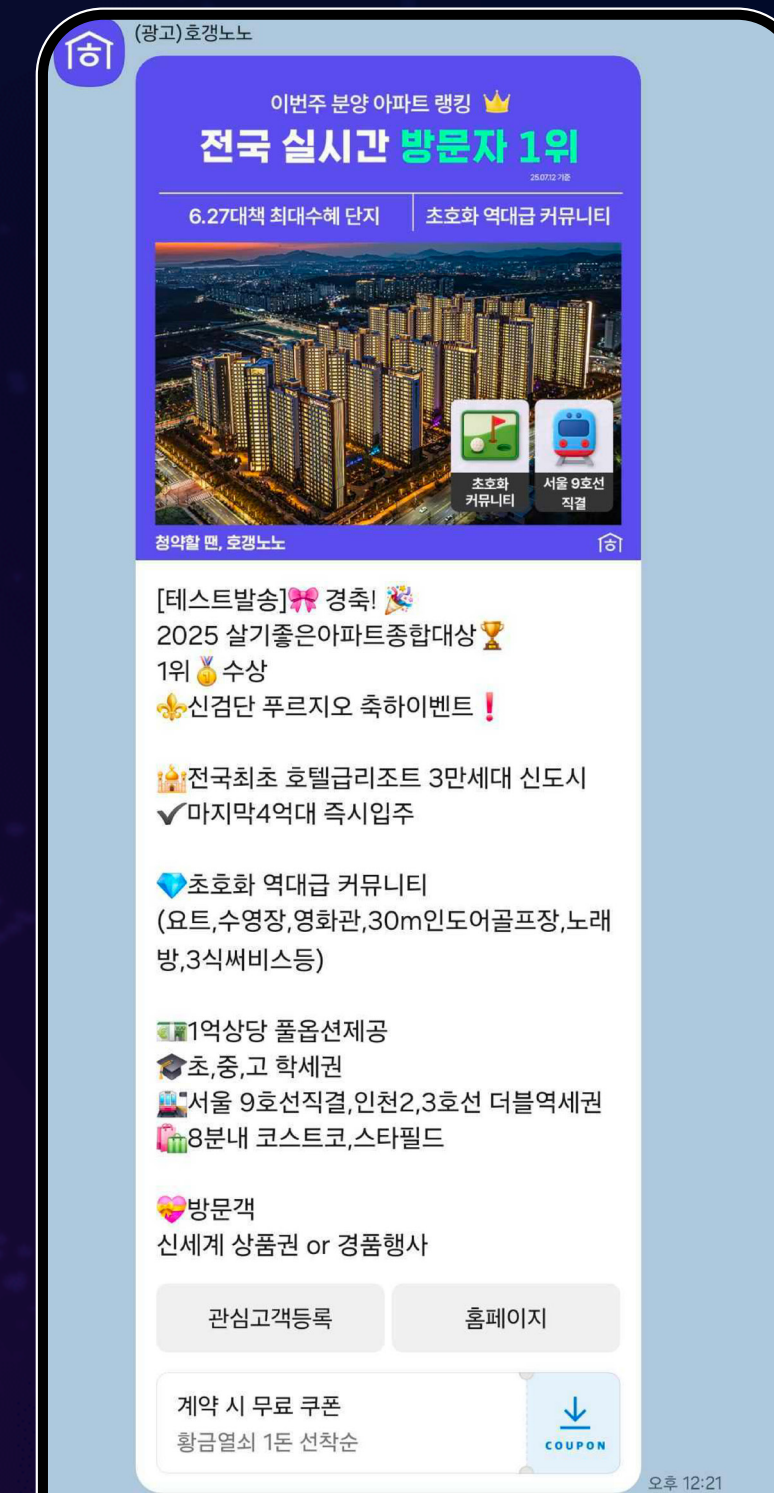 (광고)호갱노노
이번주 분양 아파트 랭킹
전국 실시간 방문자 1위
25.07.12 기준
6.27대책 최대수혜 단지
초호화 역대급 커뮤니티
초호화
커뮤니티
서울 9호선
직결
청약할 땐, 호갱노노
[테스트발송]🎀 경축! 🎉
2025 살기좋은아파트종합대상🏆
1위🥇수상
⚜️신검단 푸르지오 축하이벤트❗
🕌전국최초 호텔급리조트 3만세대 신도시
✔️마지막4억대 즉시입주
💎초호화 역대급 커뮤니티
(요트,수영장,영화관,30m인도어골프장,노래
방,3식써비스등)
💵1억상당 풀옵션제공
🎓초,중,고 학세권
🚉서울 9호선직결,인천2,3호선 더블역세권
🛍️8분내 코스트코,스타필드
💝방문객
신세계 상품권 or 경품행사
관심고객등록
홈페이지
계약 시 무료 쿠폰
황금열쇠 1돈 선착순
COUPON
오후 12:21